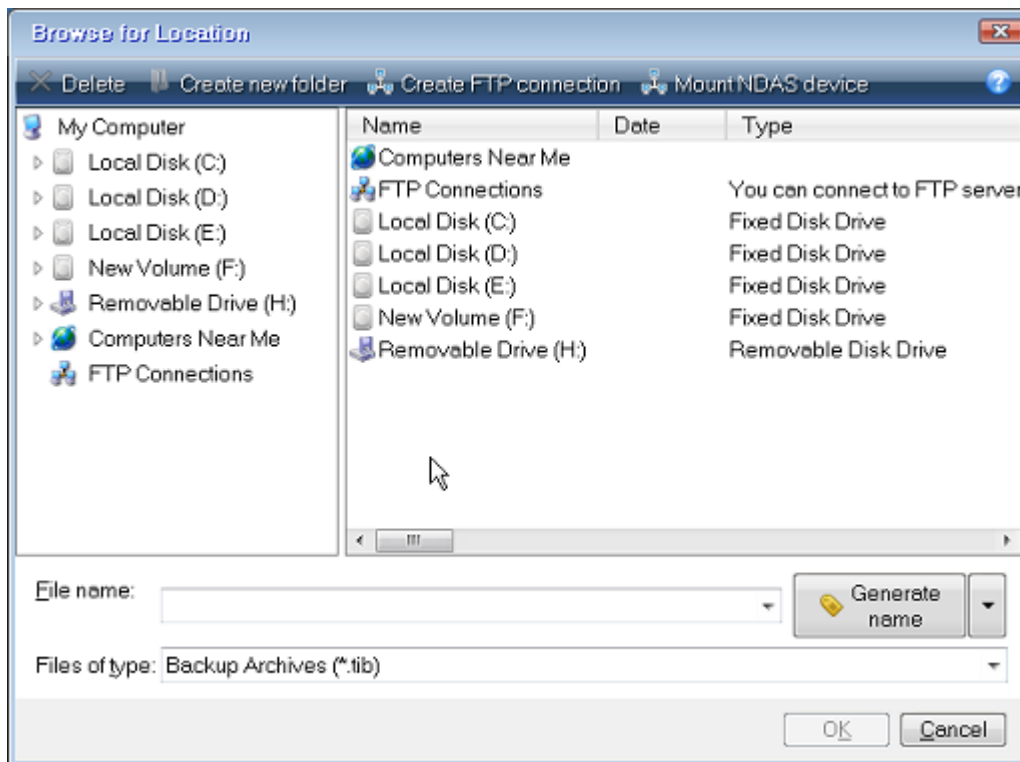 Browse for Location
Delete Create new folder Create FTP connection Mount NDAS device
My Computer
Local Disk (C:)
Local Disk (D:)
Local Disk (E:)
New Volume (F:)
Removable Drive (H:)
Computers Near Me
FTP Connections
Name Date Type
Computers Near Me
FTP Connections You can connect to FTP server
Local Disk (C:) Fixed Disk Drive
Local Disk (D:) Fixed Disk Drive
Local Disk (E:) Fixed Disk Drive
New Volume (F:) Fixed Disk Drive
Removable Drive (H:) Removable Disk Drive
File name:
Generate
name
Files of type: Backup Archives (*.tib)
OK Cancel